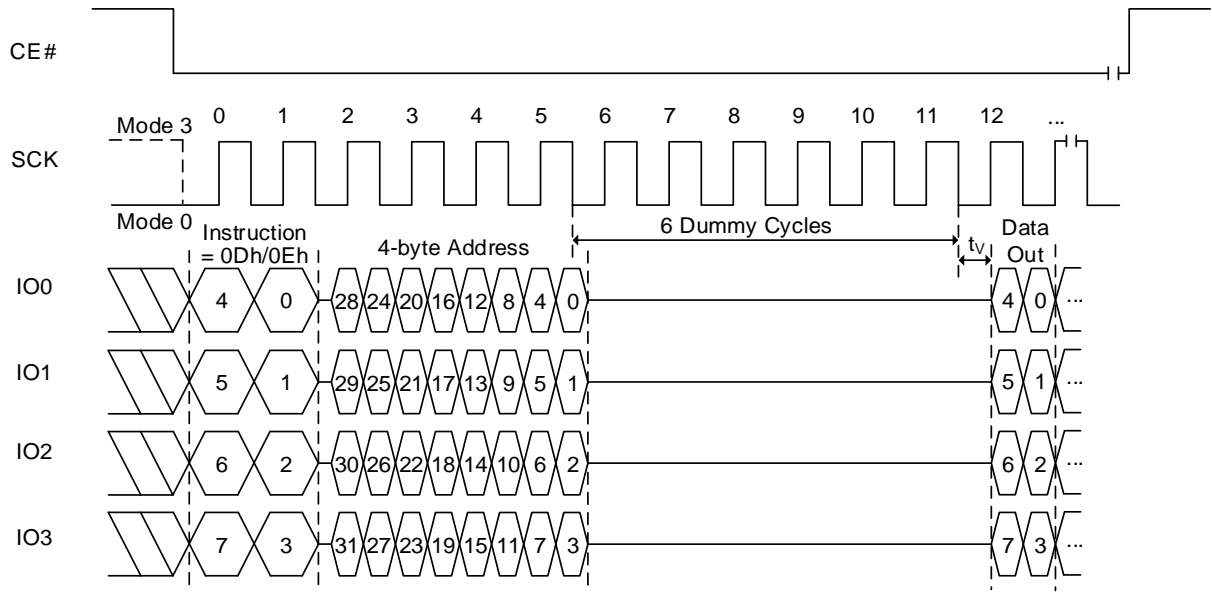 CE#
Mode 3
0 1 2 3 4 5 6 7 8 9 10 11 12 ...
SCK
Mode 0
Instruction
= 0Dh/0Eh
4-byte Address
6 Dummy Cycles
tV
Data
Out
IO0
4 0 28 24 20 16 12 8 4 0 4 0 ...
IO1
5 1 29 25 21 17 13 9 5 1 5 1 ...
IO2
6 2 30 26 22 18 14 10 6 2 6 2 ...
IO3
7 3 31 27 23 19 15 11 7 3 7 3 ...